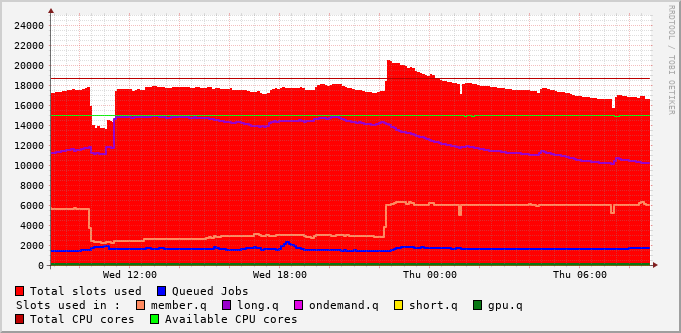 24000
22000
20000
18000
16000
14000
12000
10000
8000
6000
4000
2000
0
Wed 12:00 Wed 18:00 Thu 00:00 Thu 06:00
Total slots used Queued Jobs
Slots used in : member.q long.q ondemand.q short.q gpu.q
Total CPU cores Available CPU cores
RRDTOOL / TOBI OETIKER